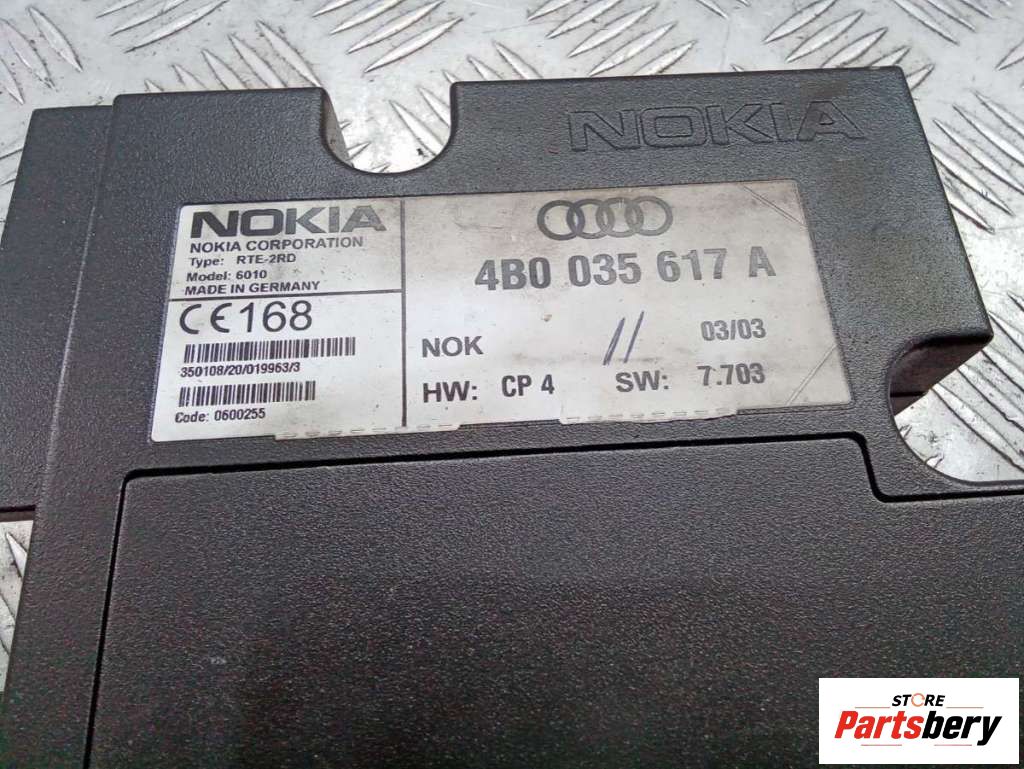 NOKIA
NOKIA
NOKIA CORPORATION
Type: RTE-2RD
Model: 6010
MADE IN GERMANY
CE168
350108/20/019963/3
Code: 0600255
4B0 035 617 A
NOK 11 03/03
HW: CP 4 SW: 7.703
STORE
Partsbery